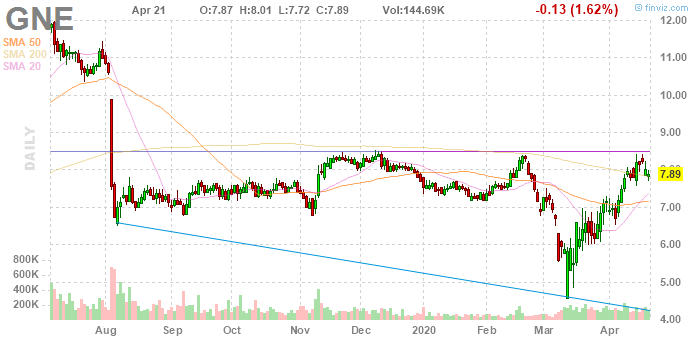 © finviz.com
GNE Apr 21 O:7.87 H:8.01 L:7.72 C:7.89 Vol:144.69K -0.13 (1.62%)
SMA 50
SMA 200
SMA 20
DAILY
12.00
11.00
10.00
9.00
8.00
7.89
7.00
6.00
5.00
4.00
800K
600K
400K
200K
Aug Sep Oct Nov Dec 2020 Feb Mar Apr